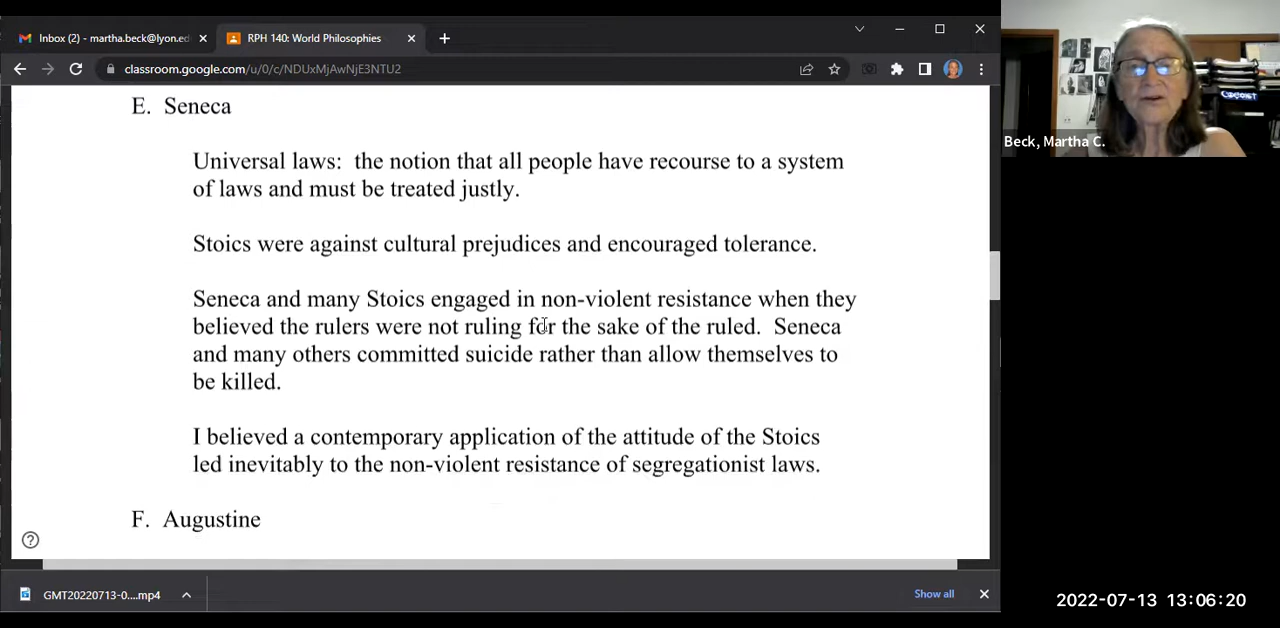 Inbox (2) - martha.beck@lyon.ed
RPH 140: World Philosophies
classroom.google.com/u/0/c/NDUxMjAwNjE3NTU2
E. Seneca
Universal laws: the notion that all people have recourse to a system
of laws and must be treated justly.
Stoics were against cultural prejudices and encouraged tolerance.
Seneca and many Stoics engaged in non-violent resistance when they
believed the rulers were not ruling for the sake of the ruled. Seneca
and many others committed suicide rather than allow themselves to
be killed.
I believed a contemporary application of the attitude of the Stoics
led inevitably to the non-violent resistance of segregationist laws.
F. Augustine
GMT20220713-0....mp4
Show all
Beck, Martha C.
2022-07-13 13:06:20